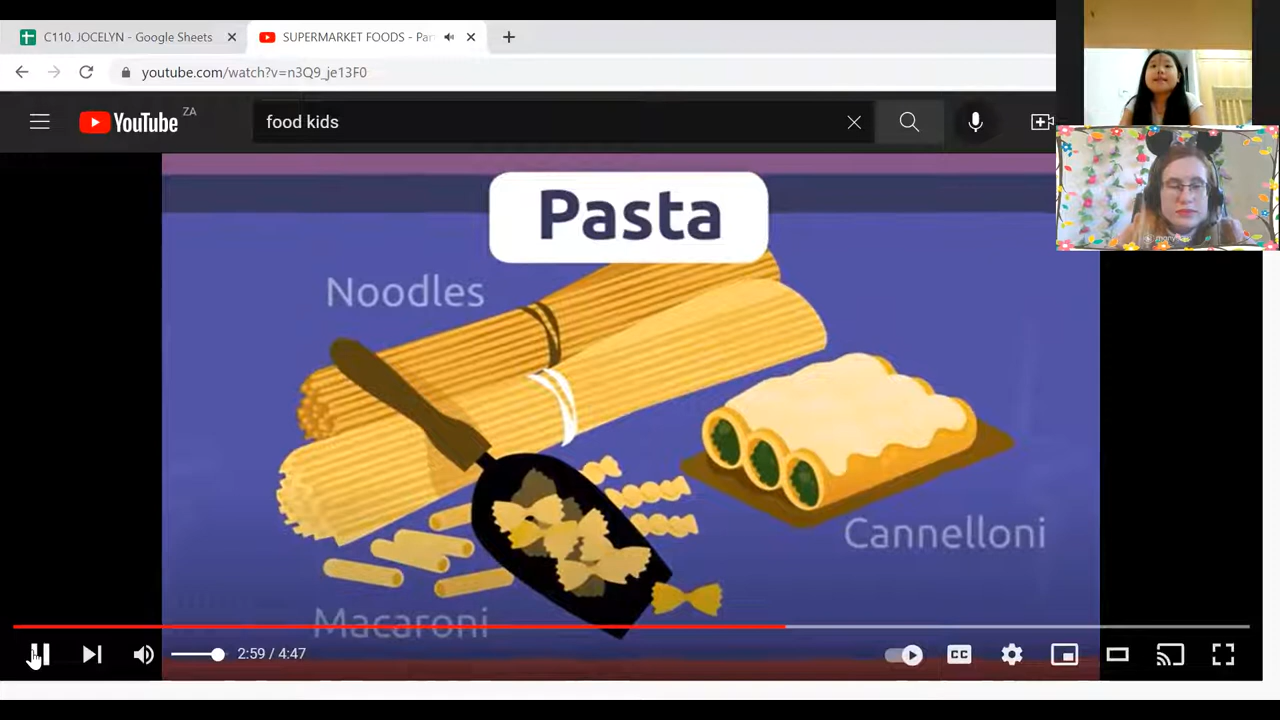 C110. JOCELYN - Google Sheets
SUPERMARKET FOODS - Par
youtube.com/watch?v=n3Q9_je13F0
YouTube ZA
food kids
Pasta
Noodles
Cannelloni
Macaroni
2:59 / 4:47
CC